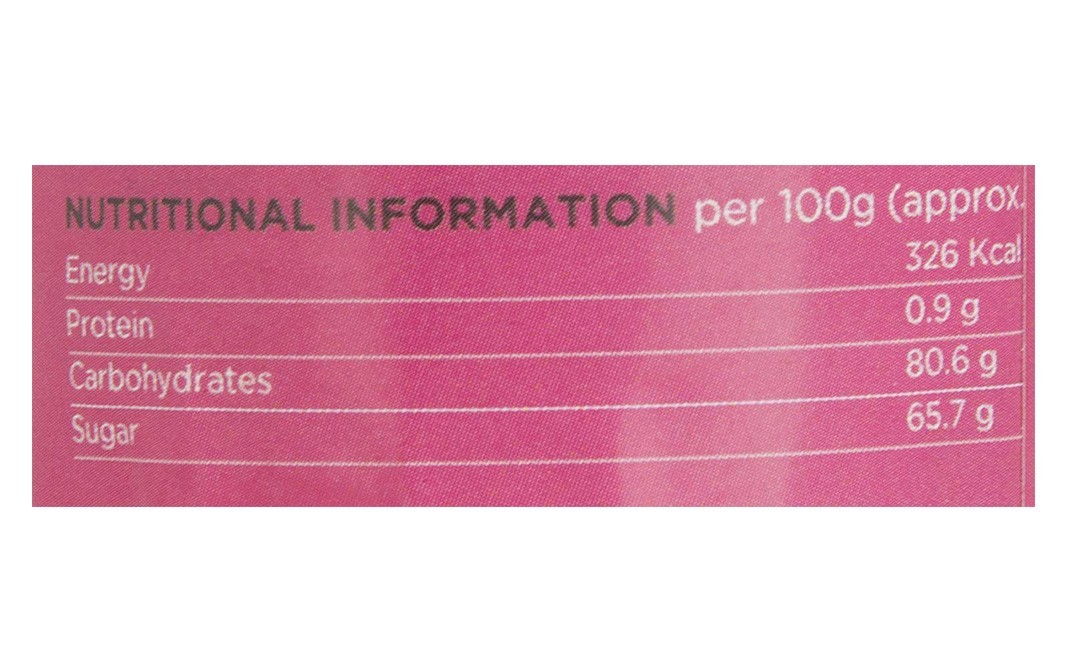 NUTRITIONAL INFORMATION per 100g (approx.
Energy 326 Kcal
Protein 0.9 g
Carbohydrates 80.6 g
Sugar 65.7 g